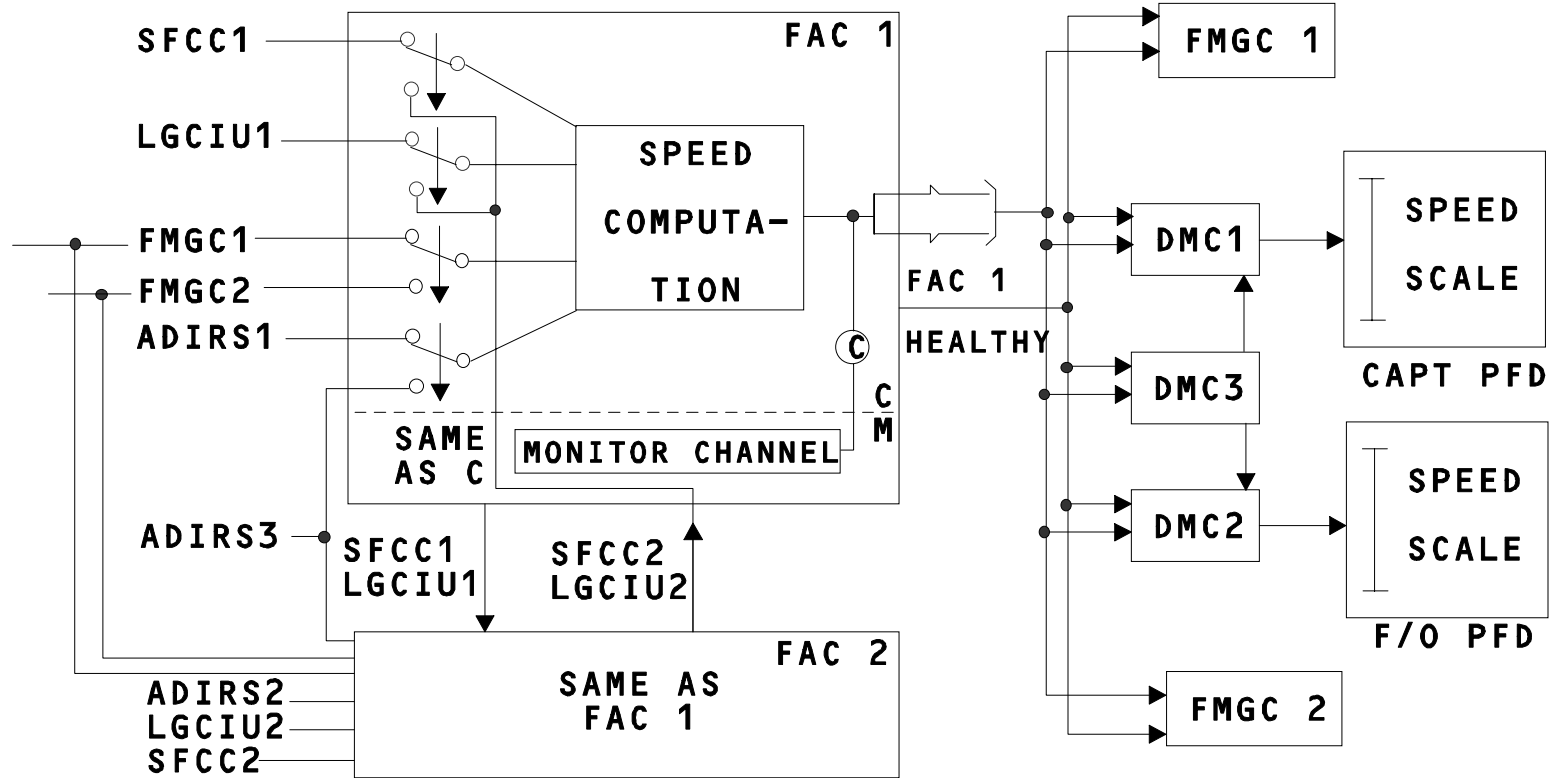 SFCC1
FAC 1
FMGC 1
LGCIU1
SPEED
COMPUTA-
TION
FMGC1
FMGC2
ADIRS1
FAC 1
HEALTHY
C
C
M
SAME
AS C
MONITOR CHANNEL
DMC1
DMC3
DMC2
SPEED
SCALE
CAPT PFD
SPEED
SCALE
F/O PFD
ADIRS3
SFCC1
LGCIU1
SFCC2
LGCIU2
FAC 2
SAME AS
FAC 1
ADIRS2
LGCIU2
SFCC2
FMGC 2